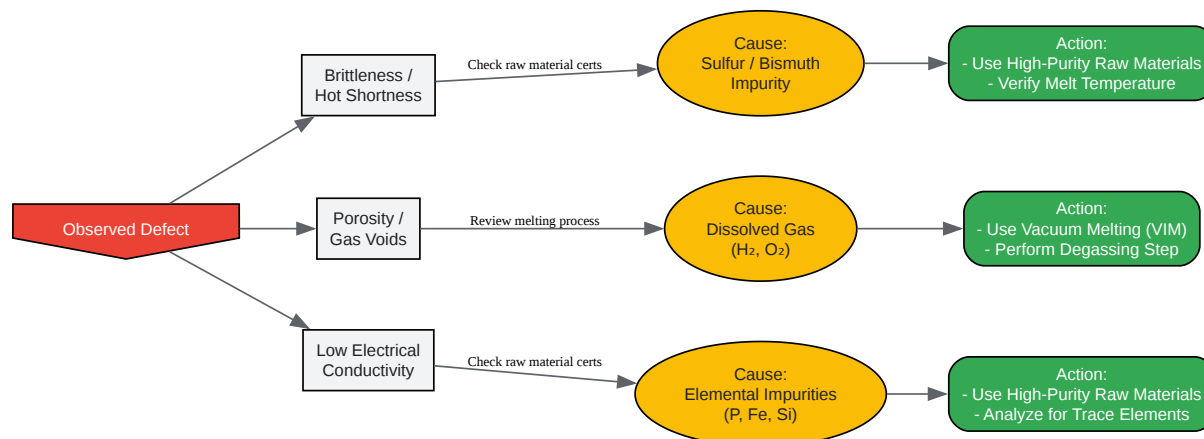 Observed Defect
Brittleness /
Hot Shortness
Check raw material certs
Cause:
Sulfur / Bismuth
Impurity
Action:
- Use High-Purity Raw Materials
- Verify Melt Temperature
Porosity /
Gas Voids
Review melting process
Cause:
Dissolved Gas
(H₂, O₂)
Action:
- Use Vacuum Melting (VIM)
- Perform Degassing Step
Low Electrical
Conductivity
Check raw material certs
Cause:
Elemental Impurities
(P, Fe, Si)
Action:
- Use High-Purity Raw Materials
- Analyze for Trace Elements